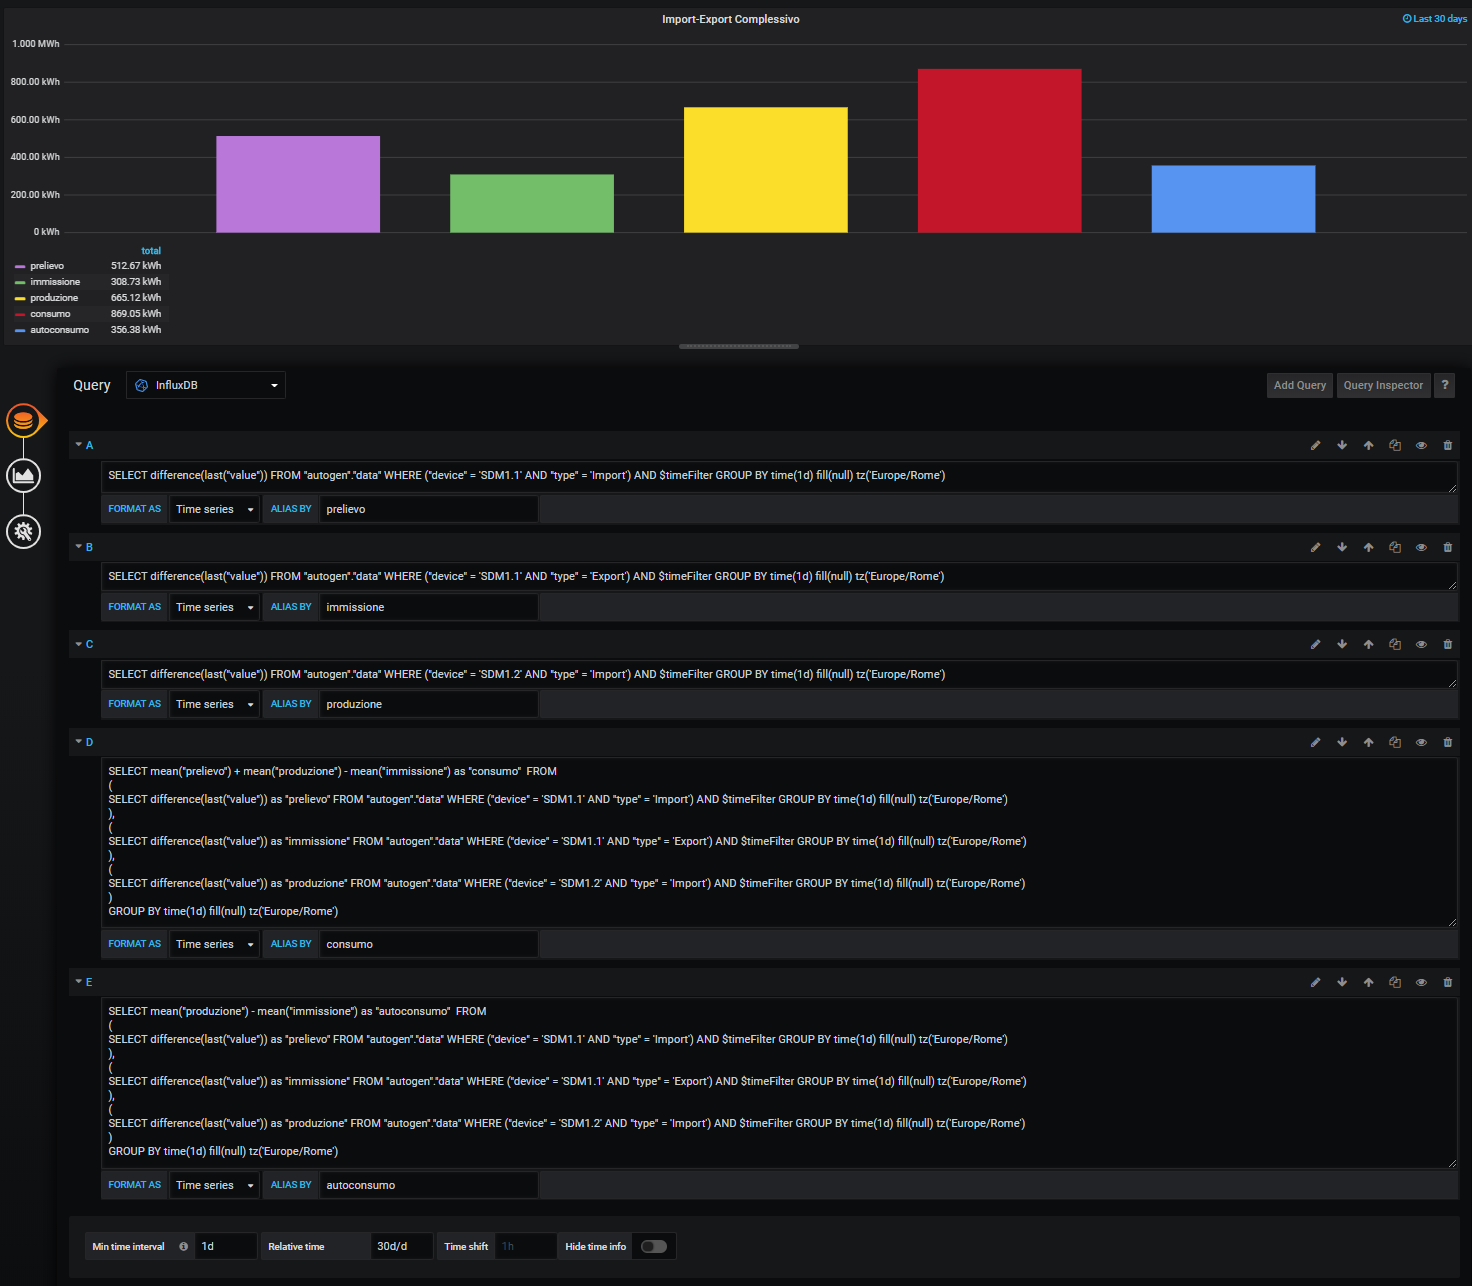 Import-Export Complessivo
Last 30 days
1.000 MWh
800.00 kWh
600.00 kWh
400.00 kWh
200.00 kWh
0 kWh
total
prelievo 512.67 kWh
immissione 308.73 kWh
produzione 665.12 kWh
consumo 869.05 kWh
autoconsumo 356.38 kWh
Query InfluxDB Add Query Query Inspector ?
A
SELECT difference(last("value")) FROM "autogen"."data" WHERE ("device" = 'SDM1.1' AND "type" = 'Import') AND $timeFilter GROUP BY time(1d) fill(null) tz('Europe/Rome')
FORMAT AS Time series ALIAS BY prelievo
B
SELECT difference(last("value")) FROM "autogen"."data" WHERE ("device" = 'SDM1.1' AND "type" = 'Export') AND $timeFilter GROUP BY time(1d) fill(null) tz('Europe/Rome')
FORMAT AS Time series ALIAS BY immissione
C
SELECT difference(last("value")) FROM "autogen"."data" WHERE ("device" = 'SDM1.2' AND "type" = 'Import') AND $timeFilter GROUP BY time(1d) fill(null) tz('Europe/Rome')
FORMAT AS Time series ALIAS BY produzione
D
SELECT mean("prelievo") + mean("produzione") - mean("immissione") as "consumo"  FROM
(
SELECT difference(last("value")) as "prelievo" FROM "autogen"."data" WHERE ("device" = 'SDM1.1' AND "type" = 'Import') AND $timeFilter GROUP BY time(1d) fill(null) tz('Europe/Rome')
),
(
SELECT difference(last("value")) as "immissione" FROM "autogen"."data" WHERE ("device" = 'SDM1.1' AND "type" = 'Export') AND $timeFilter GROUP BY time(1d) fill(null) tz('Europe/Rome')
),
(
SELECT difference(last("value")) as "produzione" FROM "autogen"."data" WHERE ("device" = 'SDM1.2' AND "type" = 'Import') AND $timeFilter GROUP BY time(1d) fill(null) tz('Europe/Rome')
)
GROUP BY time(1d) fill(null) tz('Europe/Rome')
FORMAT AS Time series ALIAS BY consumo
E
SELECT mean("produzione") - mean("immissione") as "autoconsumo"  FROM
(
SELECT difference(last("value")) as "prelievo" FROM "autogen"."data" WHERE ("device" = 'SDM1.1' AND "type" = 'Import') AND $timeFilter GROUP BY time(1d) fill(null) tz('Europe/Rome')
),
(
SELECT difference(last("value")) as "immissione" FROM "autogen"."data" WHERE ("device" = 'SDM1.1' AND "type" = 'Export') AND $timeFilter GROUP BY time(1d) fill(null) tz('Europe/Rome')
),
(
SELECT difference(last("value")) as "produzione" FROM "autogen"."data" WHERE ("device" = 'SDM1.2' AND "type" = 'Import') AND $timeFilter GROUP BY time(1d) fill(null) tz('Europe/Rome')
)
GROUP BY time(1d) fill(null) tz('Europe/Rome')
FORMAT AS Time series ALIAS BY autoconsumo
Min time interval 1d Relative time 30d/d Time shift 1h Hide time info